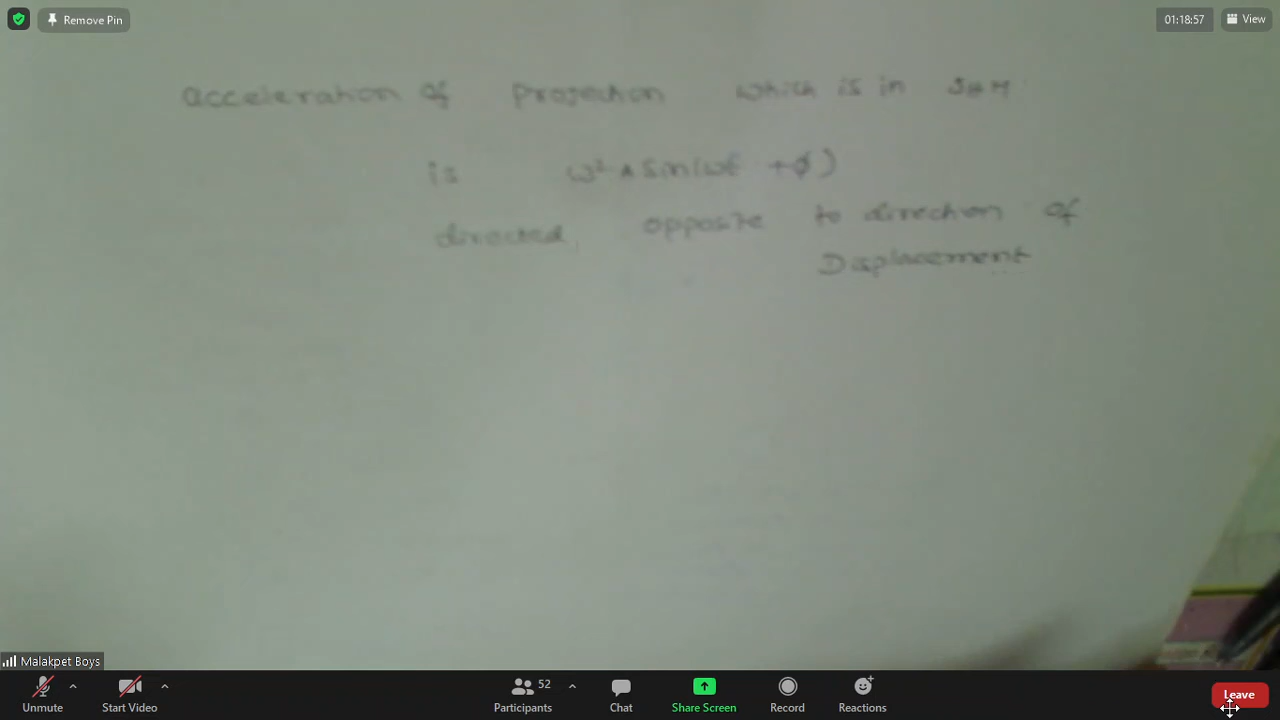 Remove Pin
01:18:57
View
acceleration of projection which is in SHM
is ω² A Sin(ωt + φ)
directed opposite to direction of
Displacement
Malakpet Boys
Unmute
Start Video
52
Participants
Chat
Share Screen
Record
Reactions
Leave